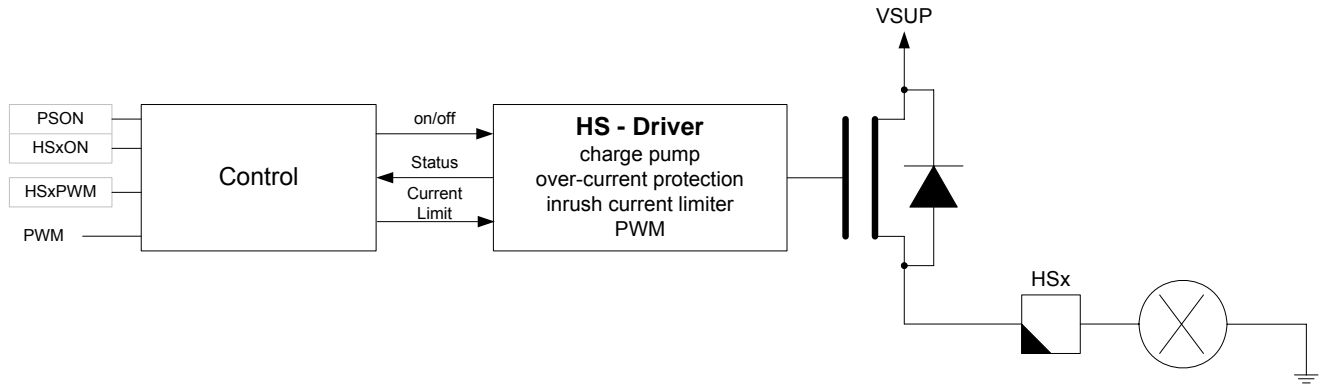 VSUP
PSON
HSxON
HSxPWM
PWM
Control
on/off
Status
Current
Limit
HS - Driver
charge pump
over-current protection
inrush current limiter
PWM
HSx